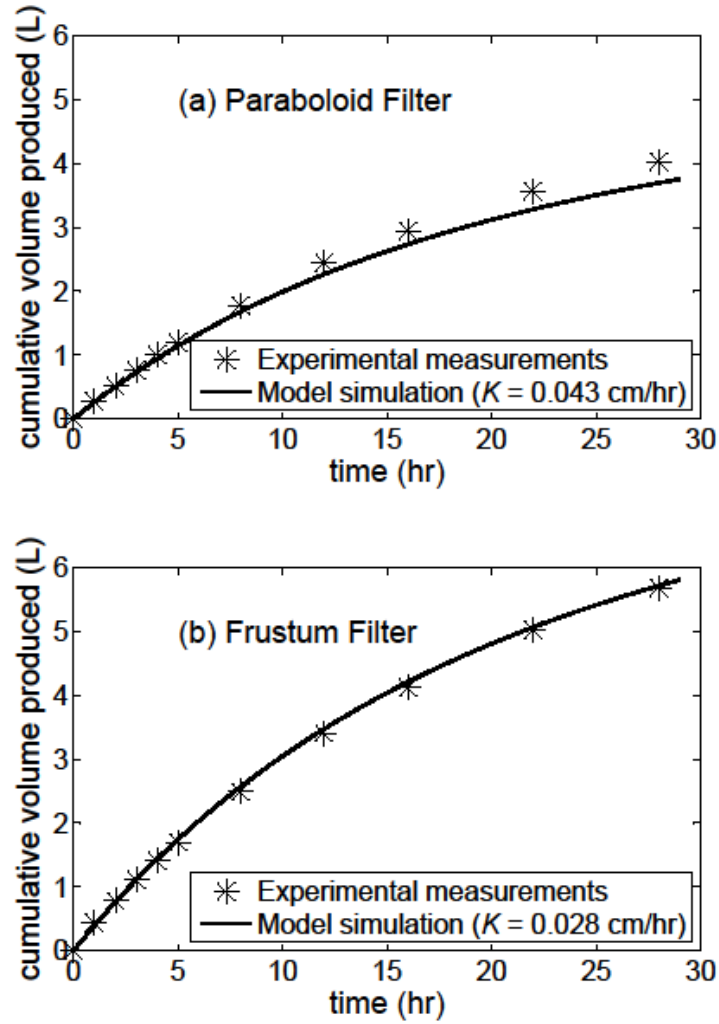 cumulative volume produced (L)
6
5
4
3
2
1
0
(a) Paraboloid Filter
Experimental measurements
Model simulation (K = 0.043 cm/hr)
0 5 10 15 20 25 30
time (hr)
cumulative volume produced (L)
6
5
4
3
2
1
0
(b) Frustum Filter
Experimental measurements
Model simulation (K = 0.028 cm/hr)
0 5 10 15 20 25 30
time (hr)